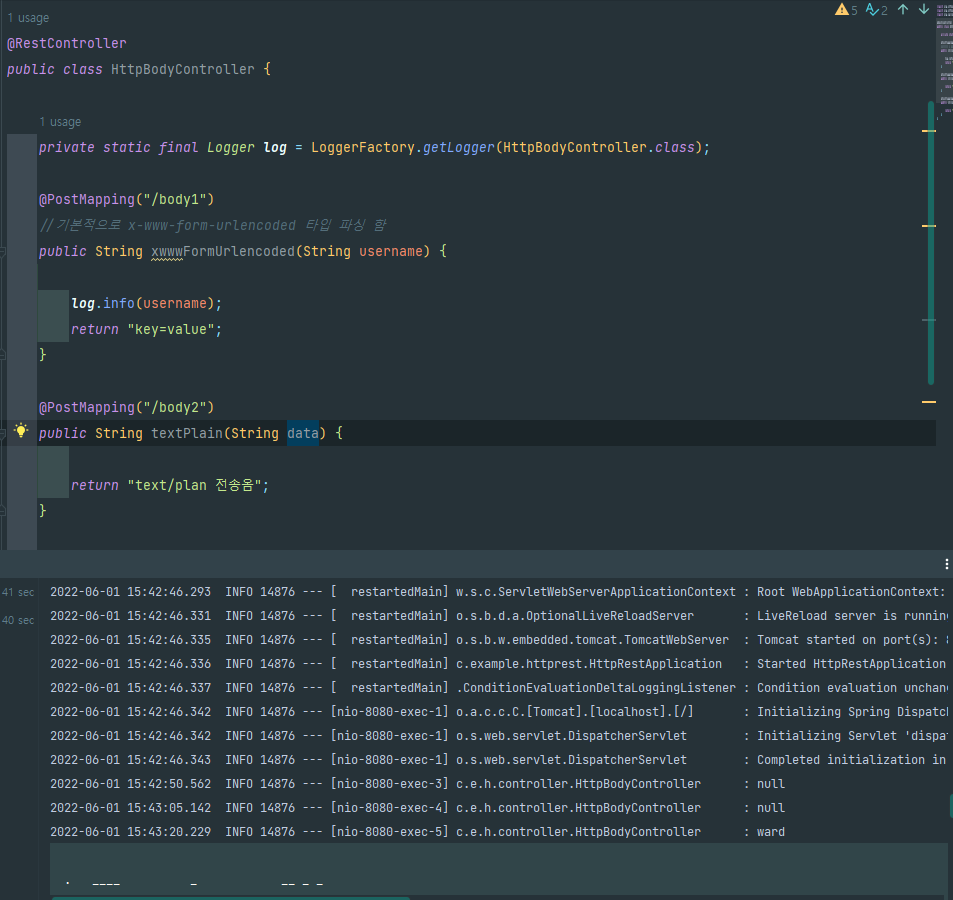 5 2
1 usage
@RestController
public class HttpBodyController {
1 usage
private static final Logger log = LoggerFactory.getLogger(HttpBodyController.class);
@PostMapping("/body1")
//기본적으로 x-www-form-urlencoded 타입 파싱 함
public String xwwwFormUrlencoded(String username) {
log.info(username);
return "key=value";
}
@PostMapping("/body2")
public String textPlain(String data) {
return "text/plan 전송옴";
}
41 sec
40 sec
2022-06-01 15:42:46.293 INFO 14876 --- [ restartedMain] w.s.c.ServletWebServerApplicationContext : Root WebApplicationContext:
2022-06-01 15:42:46.331 INFO 14876 --- [ restartedMain] o.s.b.d.a.OptionalLiveReloadServer : LiveReload server is runnin
2022-06-01 15:42:46.335 INFO 14876 --- [ restartedMain] o.s.b.w.embedded.tomcat.TomcatWebServer : Tomcat started on port(s):
2022-06-01 15:42:46.336 INFO 14876 --- [ restartedMain] c.example.httprest.HttpRestApplication : Started HttpRestApplication
2022-06-01 15:42:46.337 INFO 14876 --- [ restartedMain] .ConditionEvaluationDeltaLoggingListener : Condition evaluation unchan
2022-06-01 15:42:46.342 INFO 14876 --- [nio-8080-exec-1] o.a.c.c.C.[Tomcat].[localhost].[/] : Initializing Spring Dispatc
2022-06-01 15:42:46.342 INFO 14876 --- [nio-8080-exec-1] o.s.web.servlet.DispatcherServlet : Initializing Servlet 'dispa
2022-06-01 15:42:46.343 INFO 14876 --- [nio-8080-exec-1] o.s.web.servlet.DispatcherServlet : Completed initialization in
2022-06-01 15:42:50.562 INFO 14876 --- [nio-8080-exec-3] c.e.h.controller.HttpBodyController : null
2022-06-01 15:43:05.142 INFO 14876 --- [nio-8080-exec-4] c.e.h.controller.HttpBodyController : null
2022-06-01 15:43:20.229 INFO 14876 --- [nio-8080-exec-5] c.e.h.controller.HttpBodyController : ward